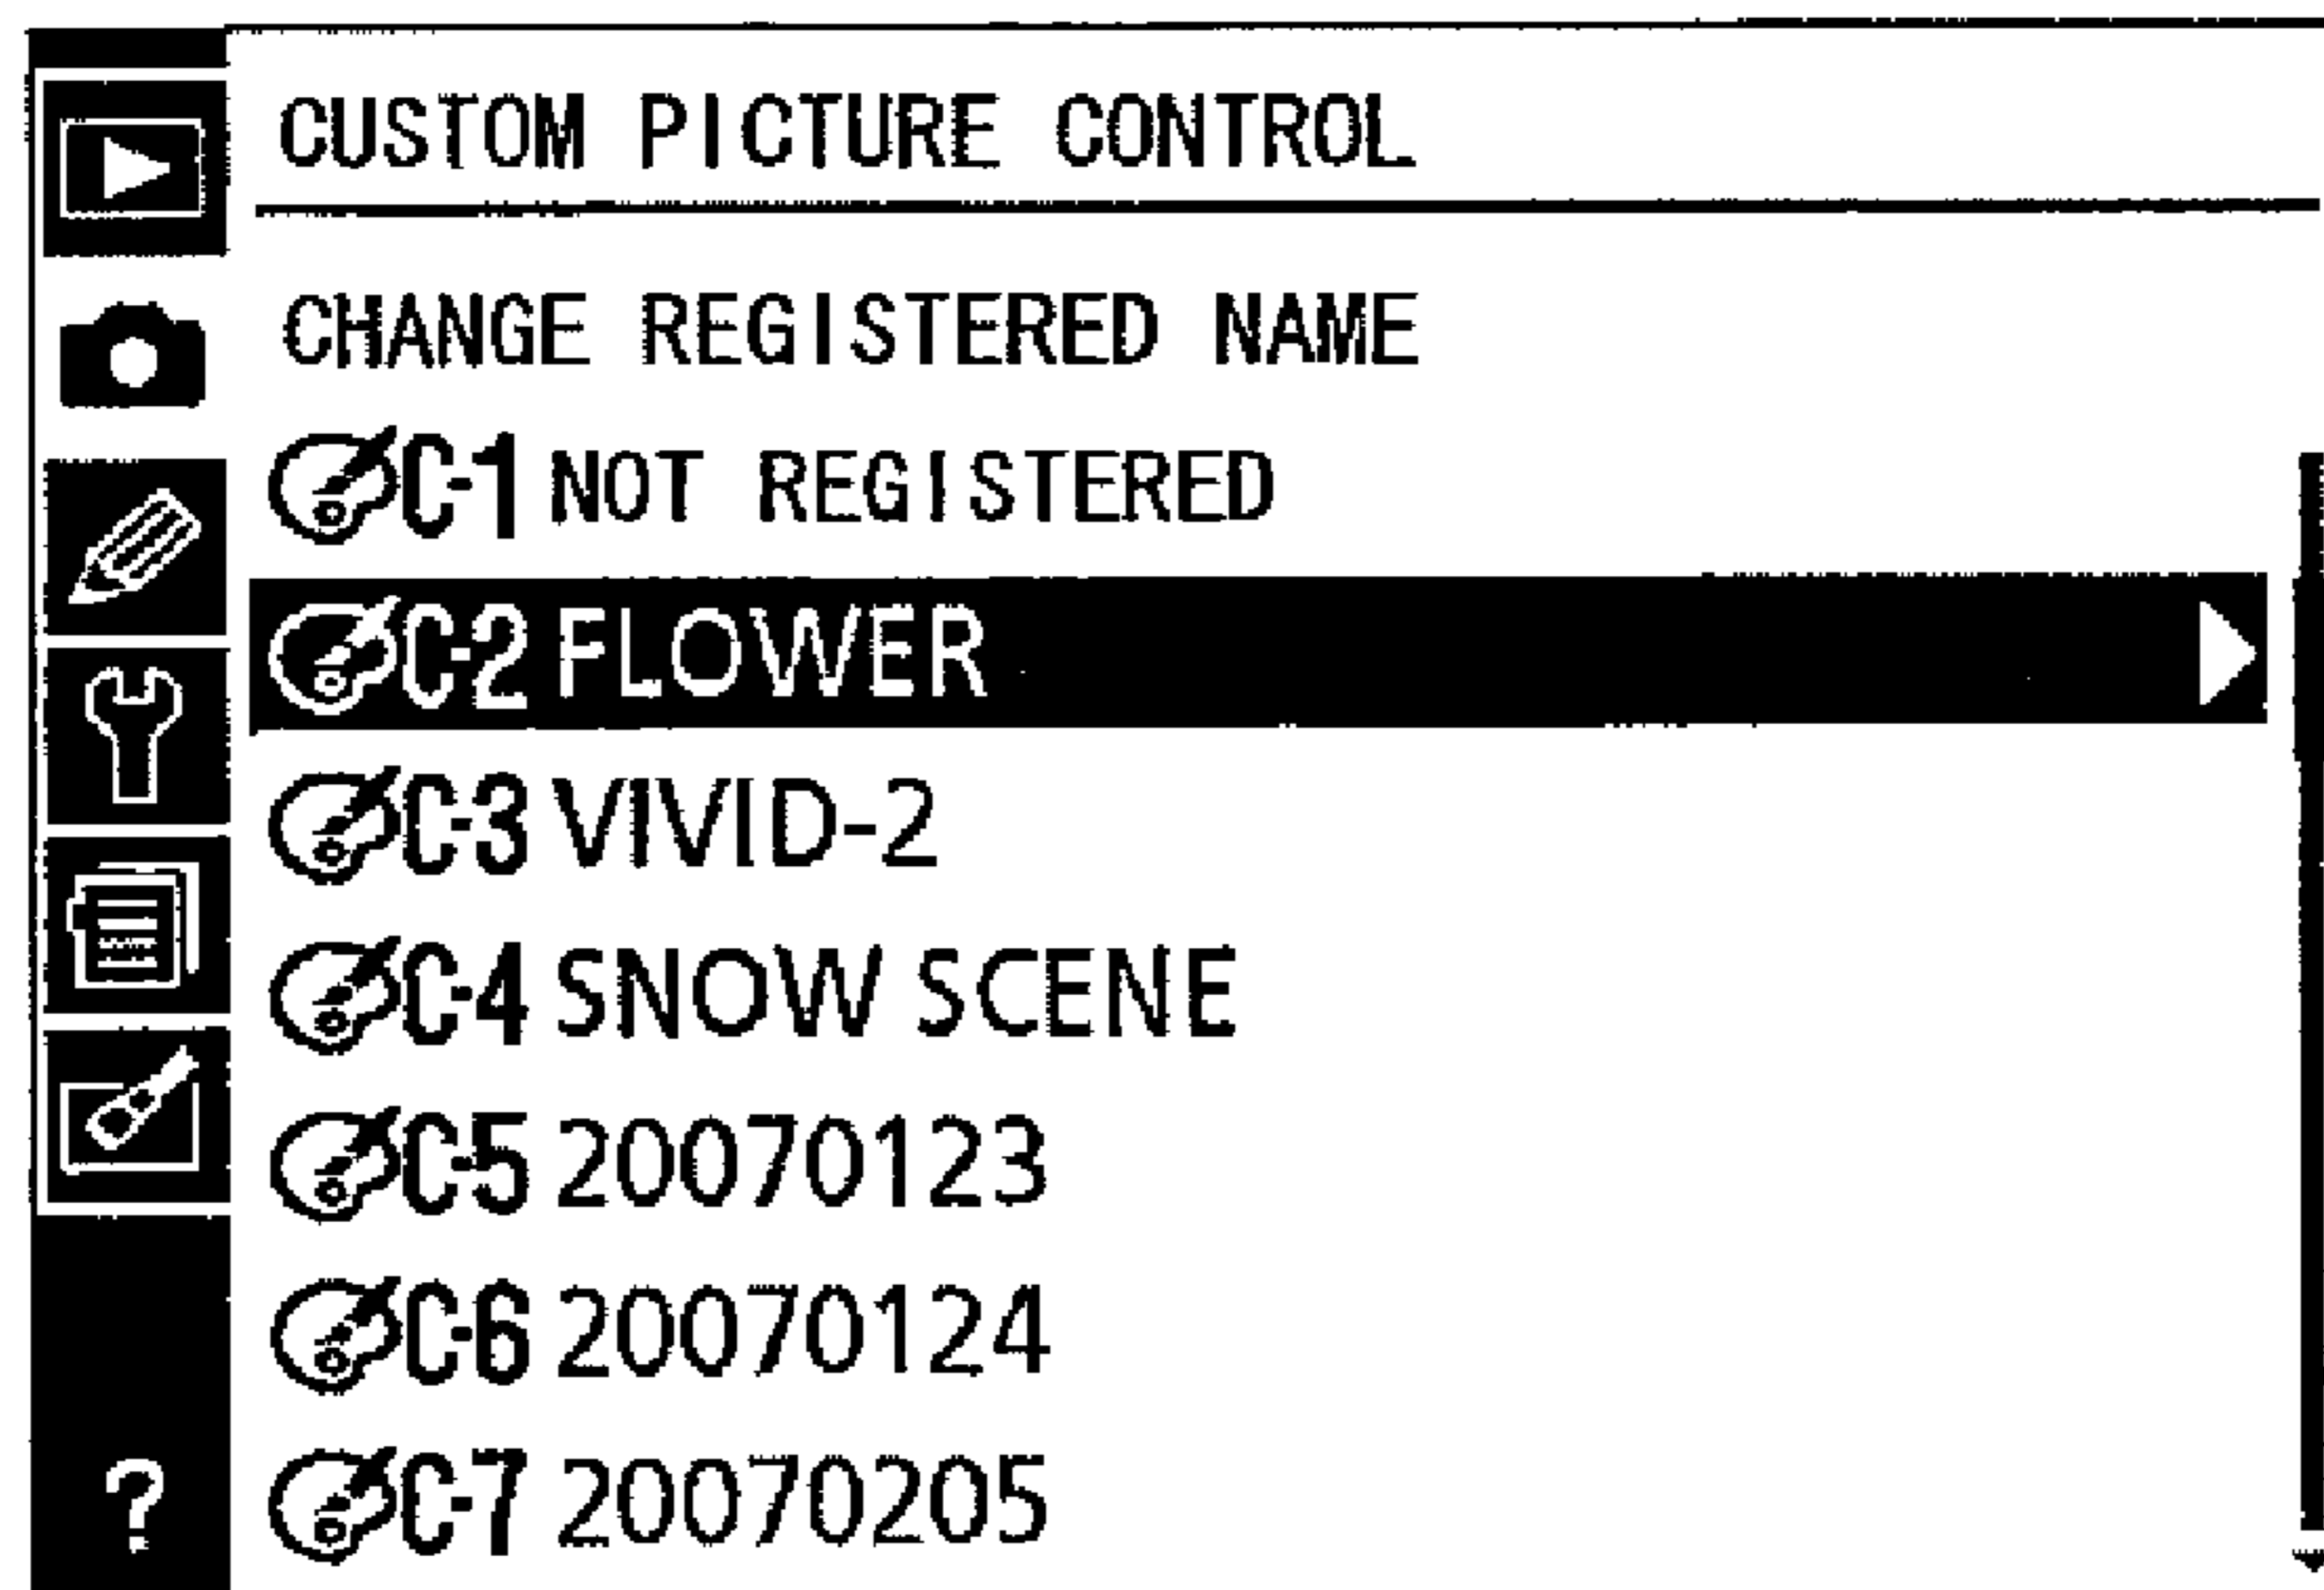 CUSTOM PICTURE CONTROL
CHANGE REGISTERED NAME
C-1 NOT REGISTERED
C-2 FLOWER
C-3 VIVID-2
C-4 SNOW SCENE
C-5 20070123
C-6 20070124
C-7 20070205
?